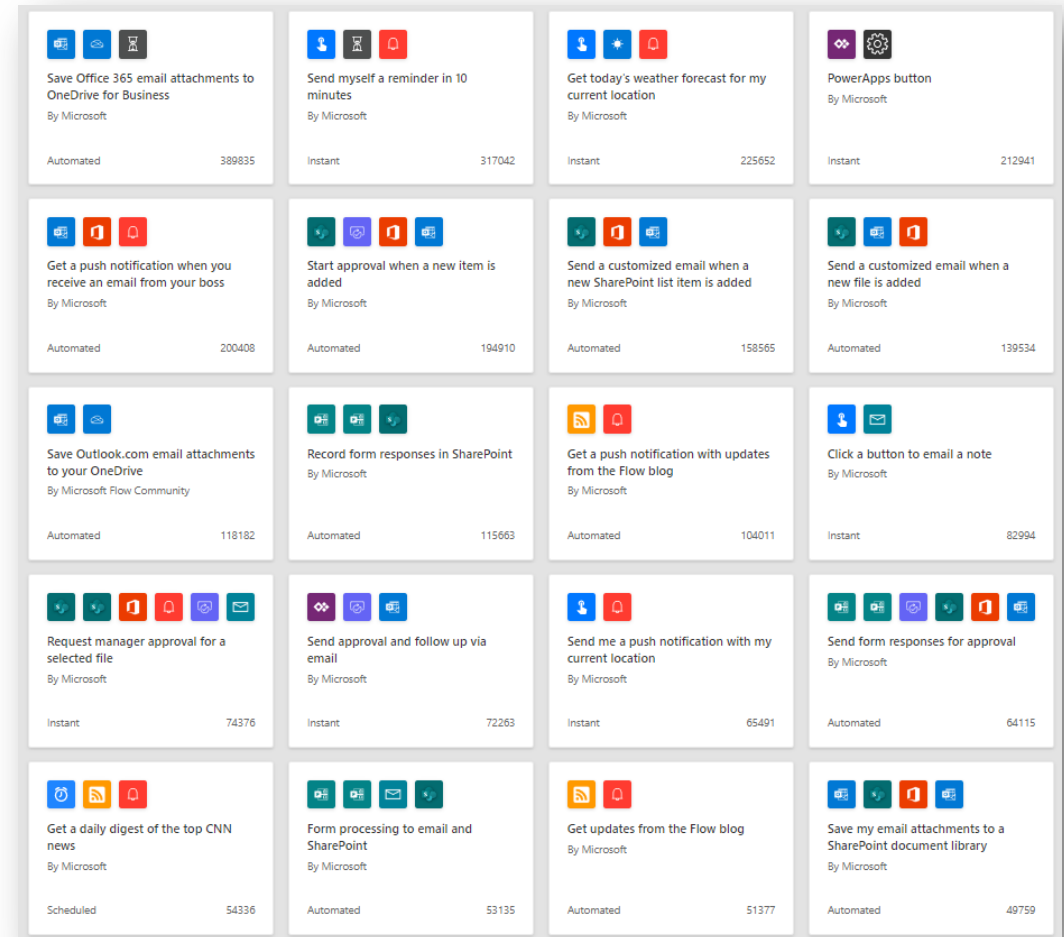 Save Office 365 email attachments to
OneDrive for Business
By Microsoft
Automated 389835
Send myself a reminder in 10
minutes
By Microsoft
Instant 317042
Get today's weather forecast for my
current location
By Microsoft
Instant 225652
PowerApps button
By Microsoft
Instant 212941
Get a push notification when you
receive an email from your boss
By Microsoft
Automated 200408
Start approval when a new item is
added
By Microsoft
Automated 194910
Send a customized email when a
new SharePoint list item is added
By Microsoft
Automated 158565
Send a customized email when a
new file is added
By Microsoft
Automated 139534
Save Outlook.com email attachments
to your OneDrive
By Microsoft Flow Community
Automated 118182
Record form responses in SharePoint
By Microsoft
Automated 115663
Get a push notification with updates
from the Flow blog
By Microsoft
Automated 104011
Click a button to email a note
By Microsoft
Instant 82994
Request manager approval for a
selected file
By Microsoft
Instant 74376
Send approval and follow up via
email
By Microsoft
Instant 72263
Send me a push notification with my
current location
By Microsoft
Instant 65491
Send form responses for approval
By Microsoft
Automated 64115
Get a daily digest of the top CNN
news
By Microsoft
Scheduled 54336
Form processing to email and
SharePoint
By Microsoft
Automated 53135
Get updates from the Flow blog
By Microsoft
Automated 51377
Save my email attachments to a
SharePoint document library
By Microsoft
Automated 49759